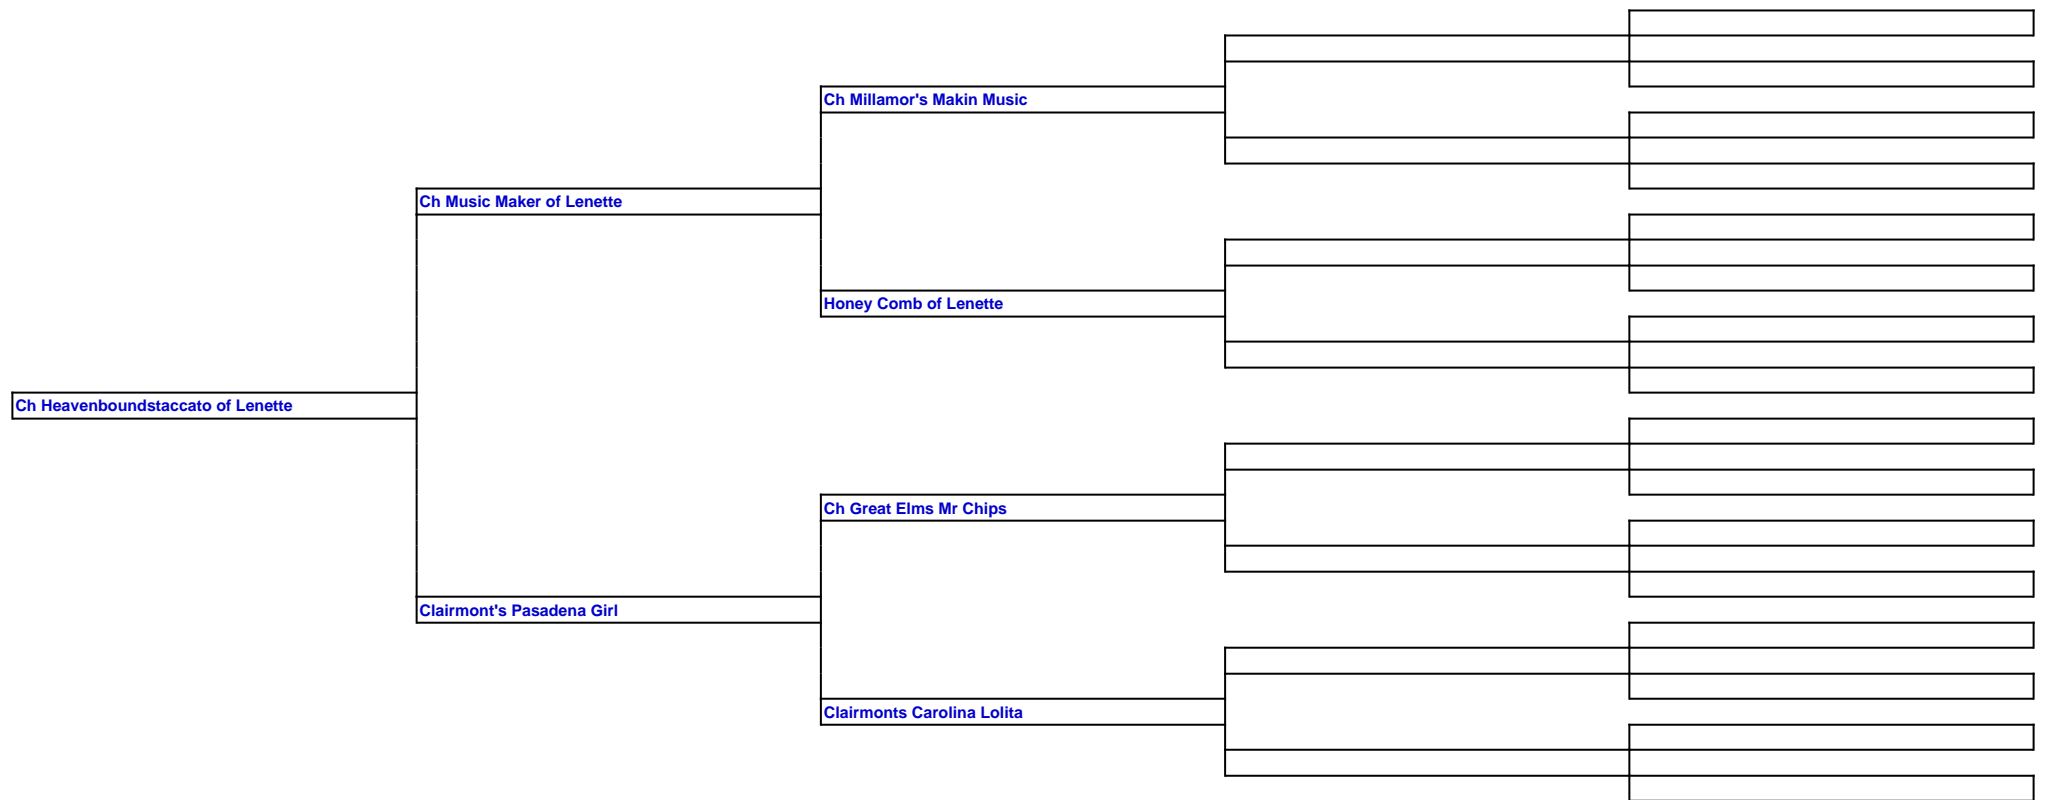 Ch Millamor's Makin Music
Ch Music Maker of Lenette
Honey Comb of Lenette
Ch Heavenboundstaccato of Lenette
Ch Great Elms Mr Chips
Clairmont's Pasadena Girl
Clairmonts Carolina Lolita